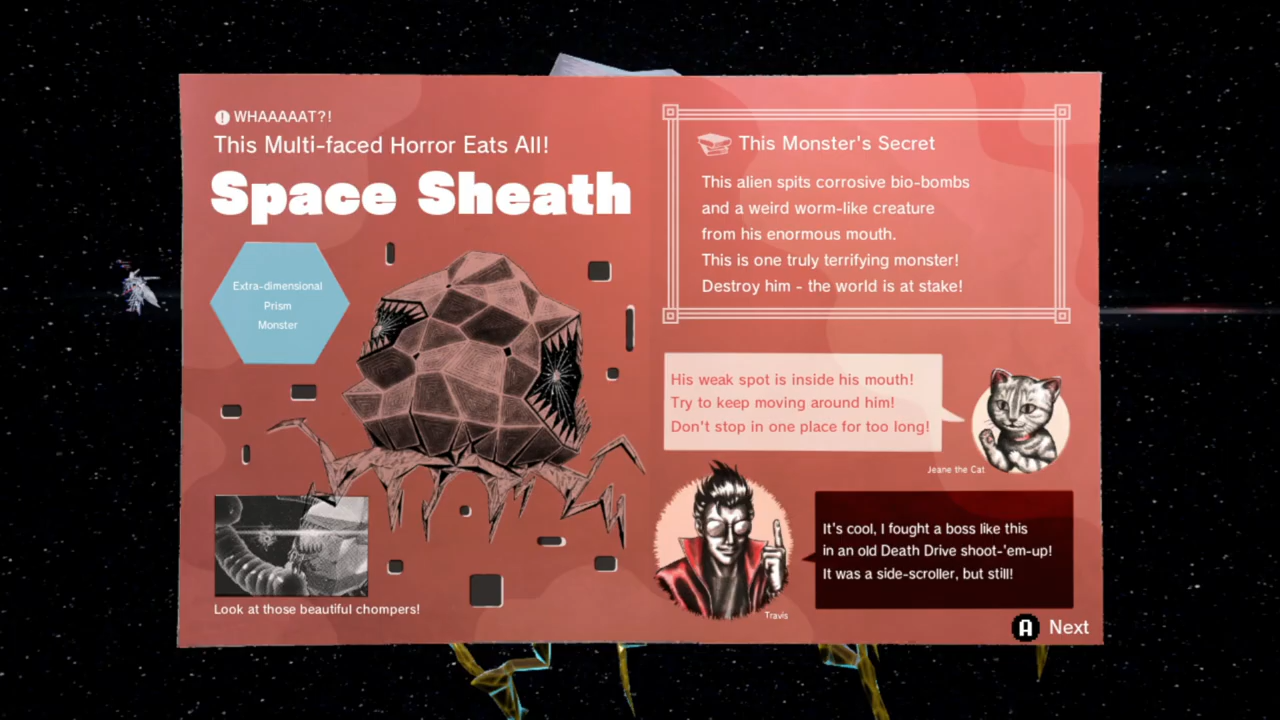 WHAAAAAT?!
This Multi-faced Horror Eats All!
Space Sheath
Extra-dimensional
Prism
Monster
Look at those beautiful chompers!
This Monster's Secret
This alien spits corrosive bio-bombs
and a weird worm-like creature
from his enormous mouth.
This is one truly terrifying monster!
Destroy him - the world is at stake!
His weak spot is inside his mouth!
Try to keep moving around him!
Don't stop in one place for too long!
Jeane the Cat
It's cool, I fought a boss like this
in an old Death Drive shoot-'em-up!
It was a side-scroller, but still!
Travis
A Next